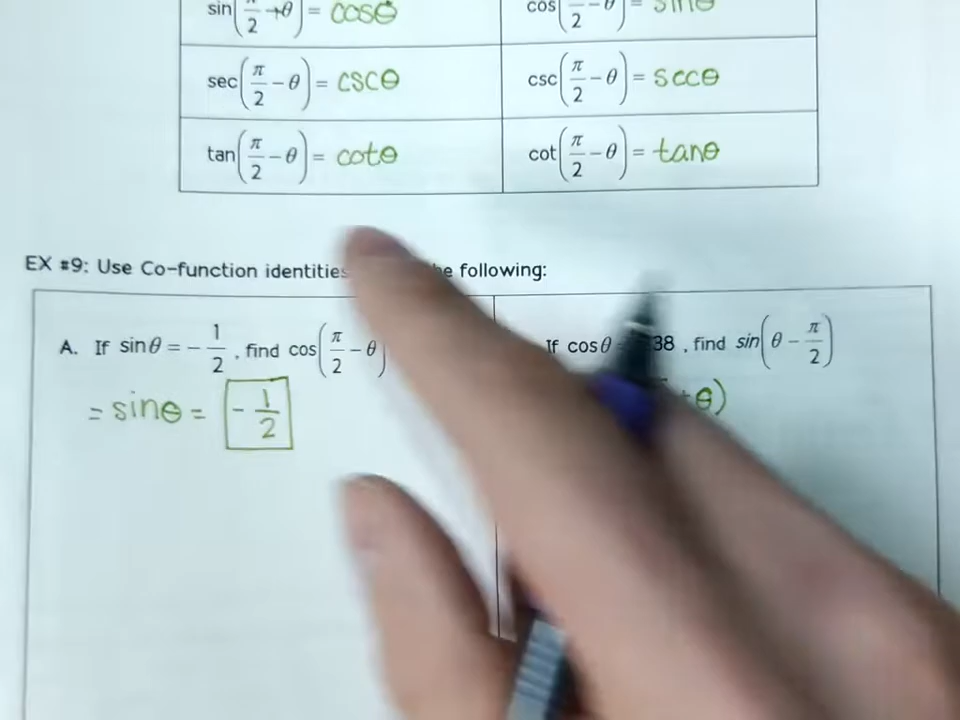 sin(π/2 +θ) = cosθ
cos(π/2 −θ) = sinθ
sec(π/2 −θ) = cscθ
csc(π/2 −θ) = secθ
tan(π/2 −θ) = cotθ
cot(π/2 −θ) = tanθ
EX #9: Use Co-function identities he following:
A. If sinθ = −1/2, find cos(π/2 −θ)
= sinθ = −1/2
If cosθ 38, find sin(θ − π/2)
+θ)